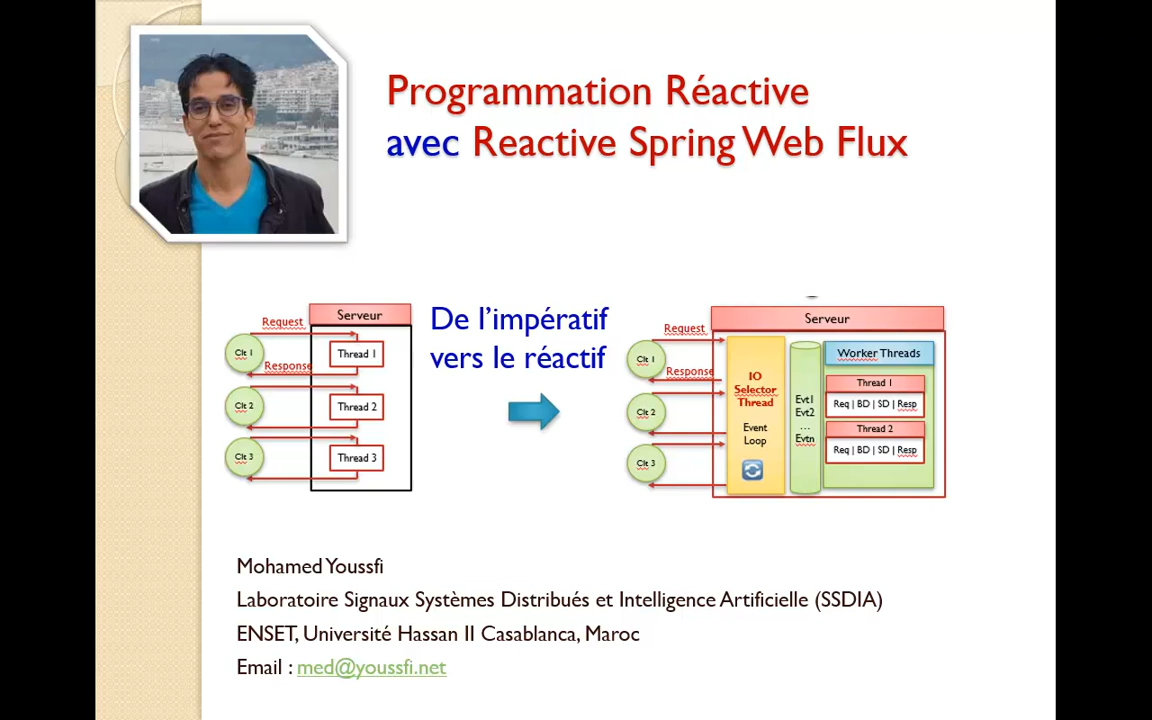 Programmation Réactive
avec Reactive Spring Web Flux
Serveur
Request
Clt 1
Thread 1
Response
Clt 2
Thread 2
Clt 3
Thread 3
De l'impératif
vers le réactif
Serveur
Request
Clt 1
Response
Clt 2
Clt 3
IO
Selector
Thread
Event
Loop
Evt1
Evt2
...
Evtn
Worker Threads
Thread 1
Req | BD | SD | Resp
Thread 2
Req | BD | SD | Resp
Mohamed Youssfi
Laboratoire Signaux Systèmes Distribués et Intelligence Artificielle (SSDIA)
ENSET, Université Hassan II Casablanca, Maroc
Email : med@youssfi.net